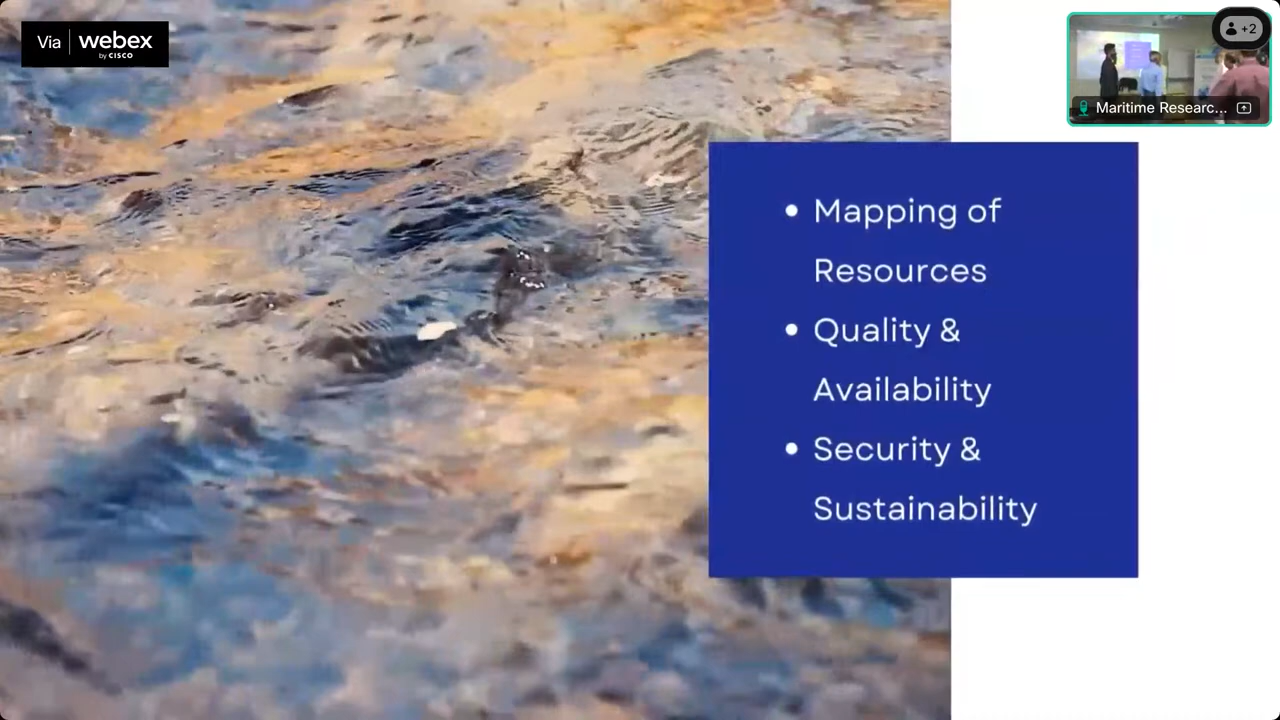 Via webex
by CISCO
+2
Maritime Researc...
• Mapping of
Resources
• Quality &
Availability
• Security &
Sustainability